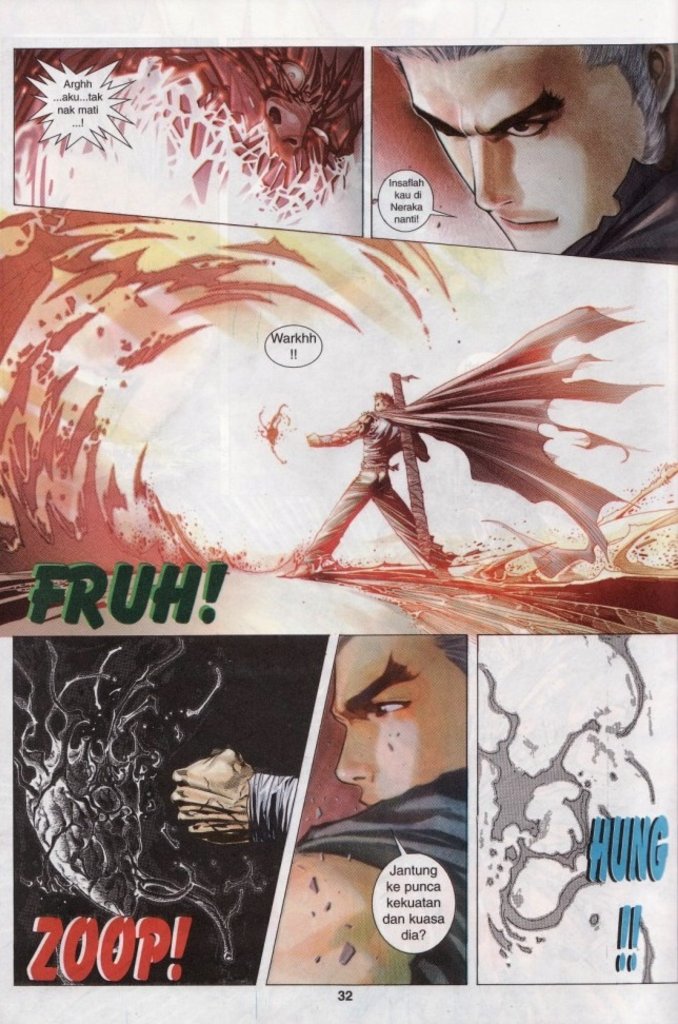 Arghh
...aku...tak
nak mati
...!
Insaflah
kau di
Neraka
nanti!
Warkhh
!!
FRUH!
ZOOP!
Jantung
ke punca
kekuatan
dan kuasa
dia?
HUNG
!!
32